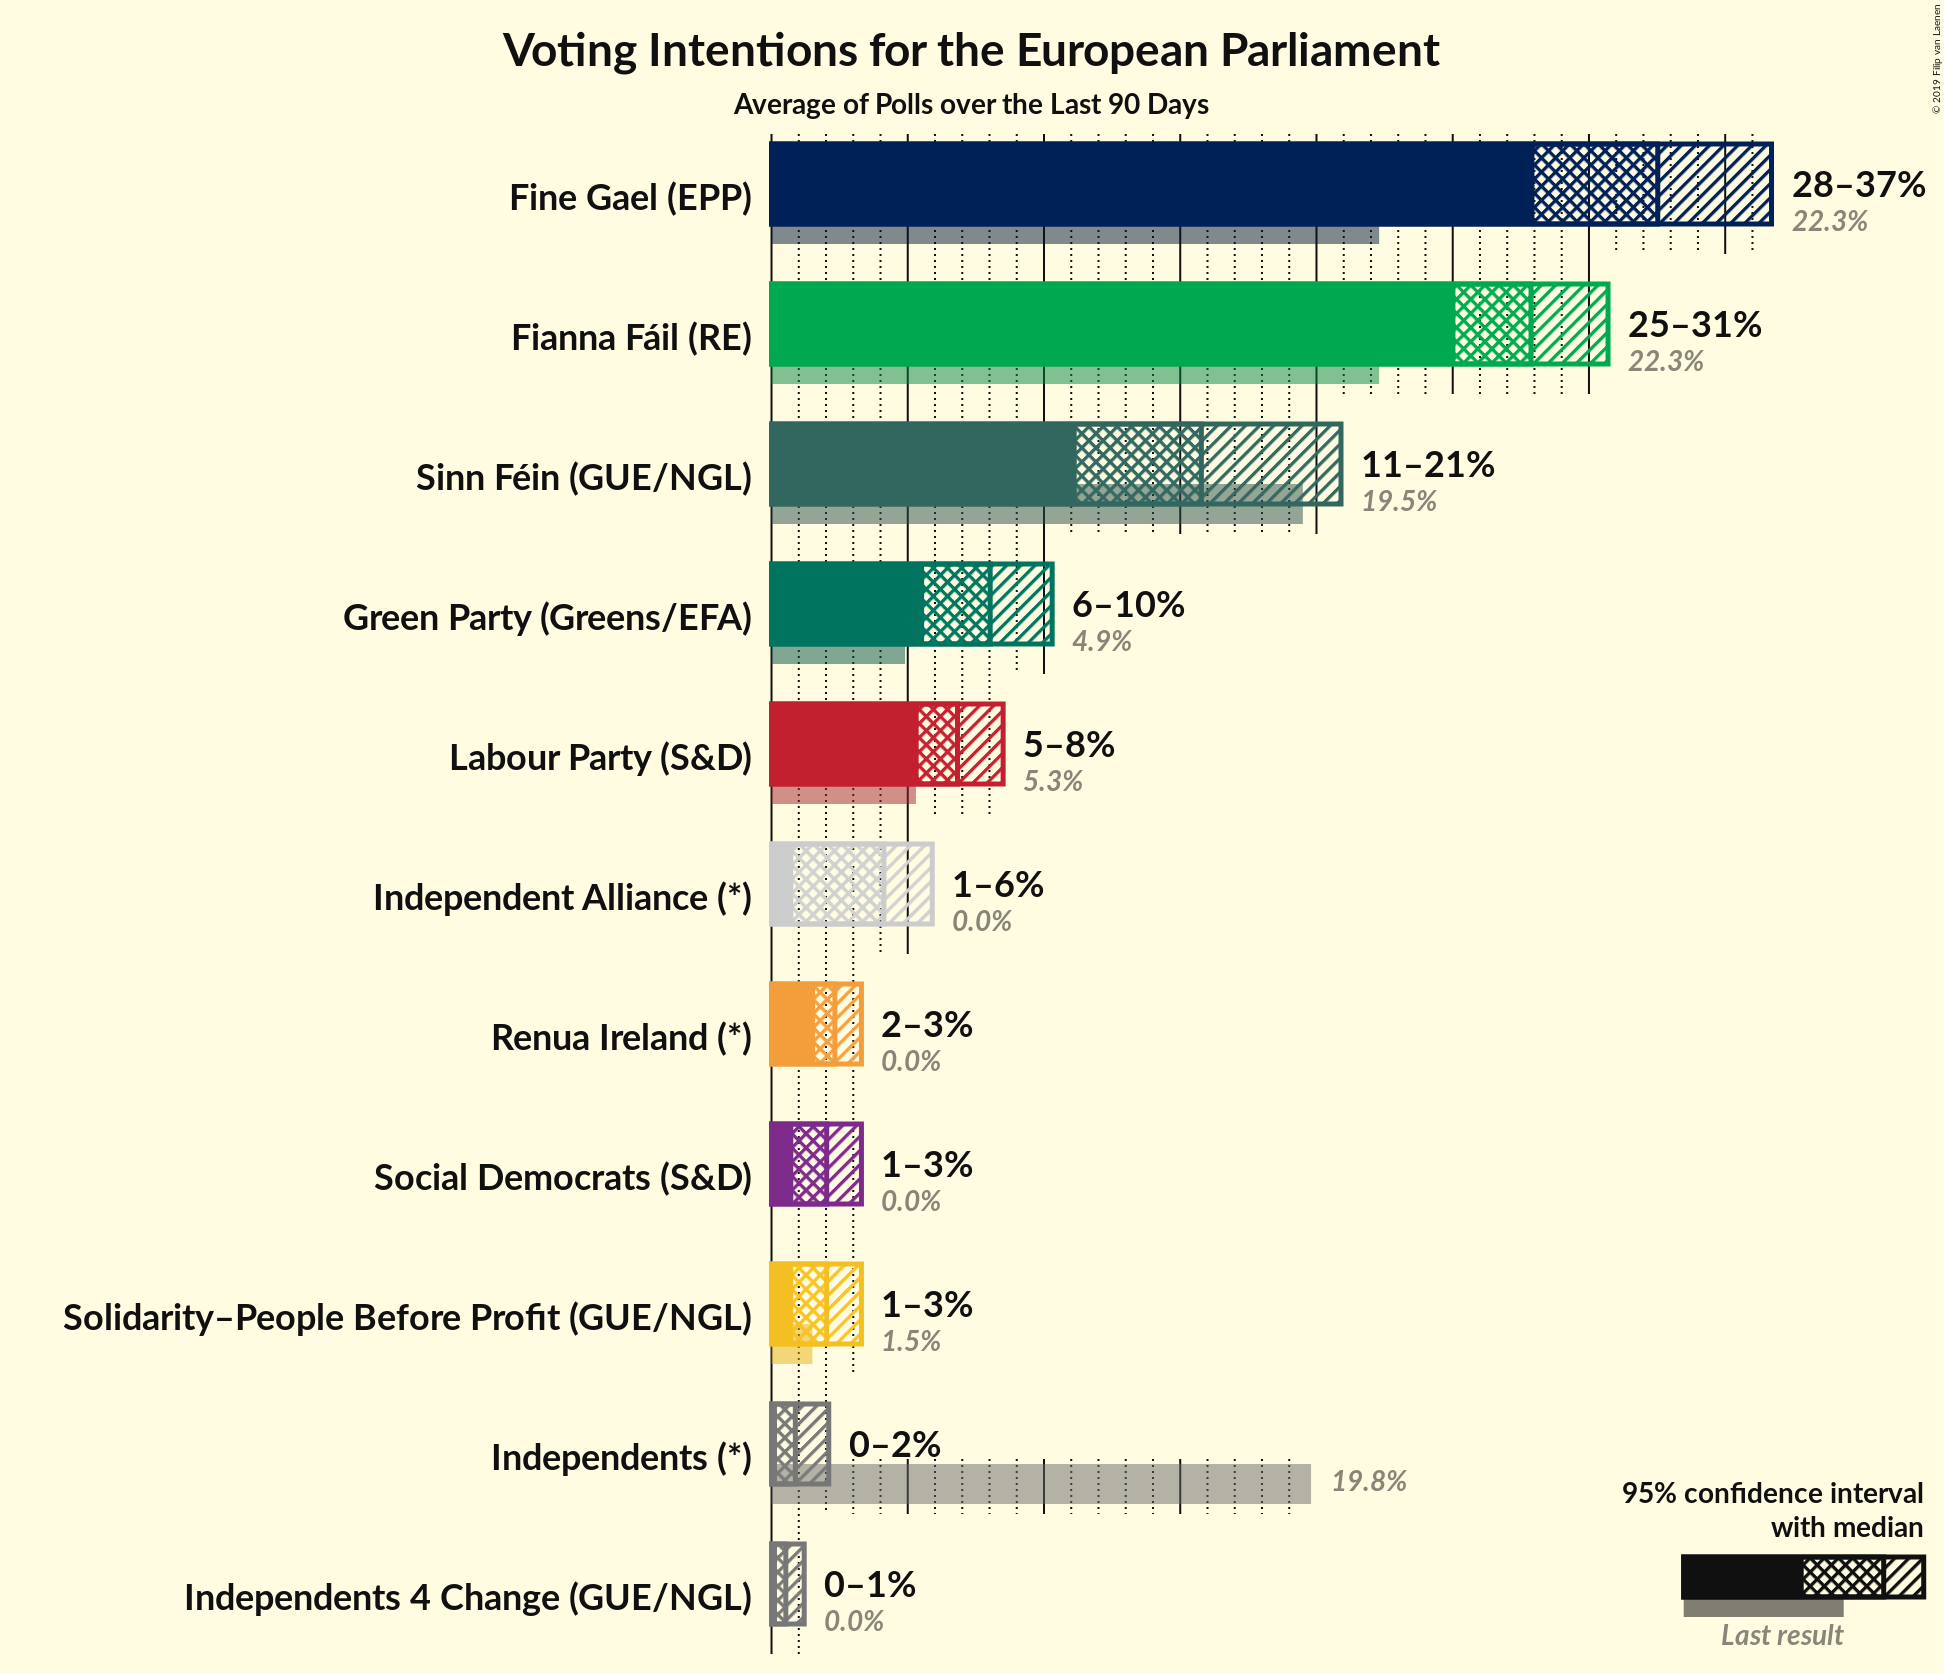 Voting Intentions for the European Parliament
Average of Polls over the Last 90 Days
© 2019 Filip van Laenen
Fine Gael (EPP)
28–37%
22.3%
Fianna Fáil (RE)
25–31%
22.3%
Sinn Féin (GUE/NGL)
11–21%
19.5%
Green Party (Greens/EFA)
6–10%
4.9%
Labour Party (S&D)
5–8%
5.3%
Independent Alliance (*)
1–6%
0.0%
Renua Ireland (*)
2–3%
0.0%
Social Democrats (S&D)
1–3%
0.0%
Solidarity–People Before Profit (GUE/NGL)
1–3%
1.5%
Independents (*)
0–2%
19.8%
Independents 4 Change (GUE/NGL)
0–1%
0.0%
95% confidence interval
with median
Last result